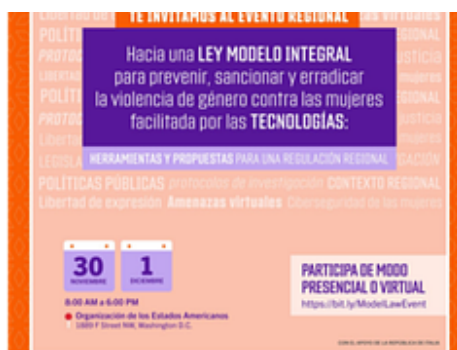 Libertad de
TE INVITAMOS AL EVENTO REGIONAL
as virtuales
Hacia una LEY MODELO INTEGRAL
para prevenir, sancionar y erradicar
la violencia de género contra las mujeres
facilitada por las TECNOLOGÍAS:
HERRAMIENTAS Y PROPUESTAS PARA UNA REGULACIÓN REGIONAL
POLÍTICAS PÚBLICAS protocolos de investigación CONTEXTO REGIONAL
Libertad de expresión Amenazas virtuales Ciberseguridad de las mujeres
30
NOVIEMBRE
1
DICIEMBRE
8:00 AM a 6:00 PM
Organización de los Estados Americanos
1889 F Street NW, Washington D.C.
PARTICIPA DE MODO
PRESENCIAL O VIRTUAL
https://bit.ly/ModelLawEvent
CON EL APOYO DE LA REPÚBLICA DE ITALIA